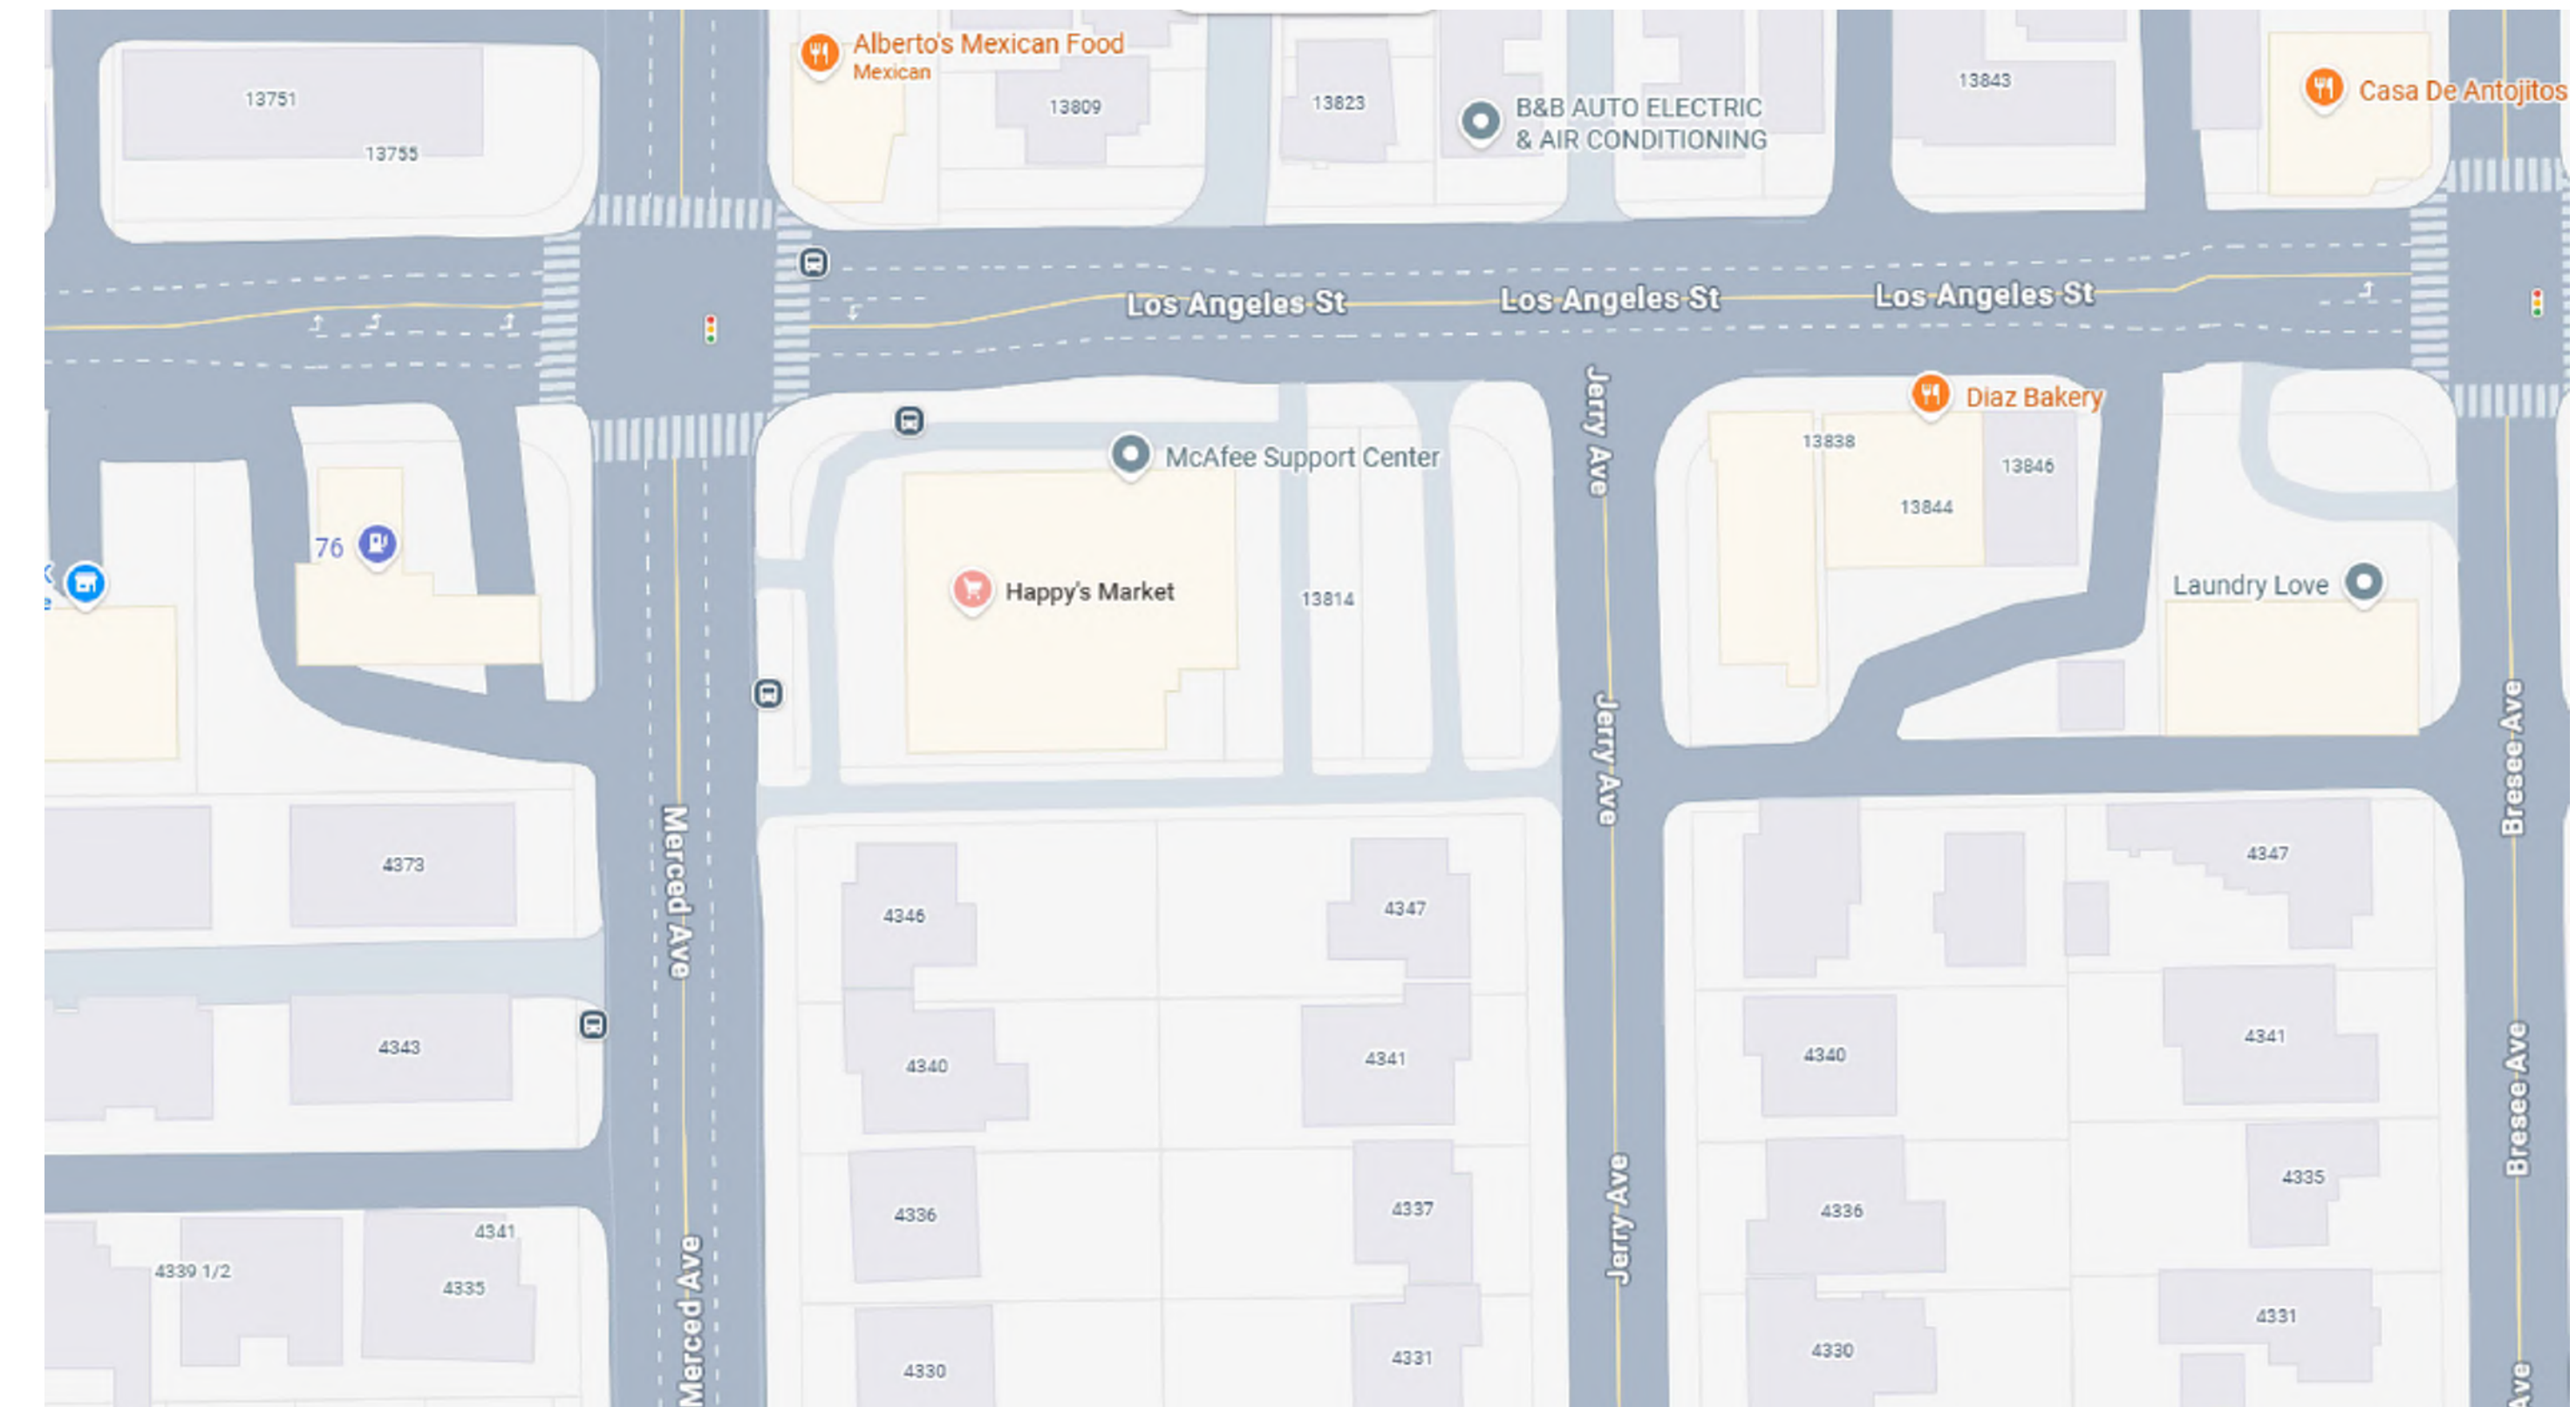 Alberto's Mexican Food
Mexican
13751
13755
13809
13823
B&B AUTO ELECTRIC
& AIR CONDITIONING
13843
Casa De Antojitos
Los Angeles St
Los Angeles St
Los Angeles St
Jerry Ave
Diaz Bakery
McAfee Support Center
13838
13846
13844
76
Happy's Market
13814
Laundry Love
Jerry Ave
Bresee Ave
Merced Ave
4373
4346
4347
4347
4343
4340
4341
4340
4341
Bresee Ave
4336
4337
Jerry Ave
4336
4335
4341
4339 1/2
4335
Merced Ave
4330
4331
4330
4331
Ave